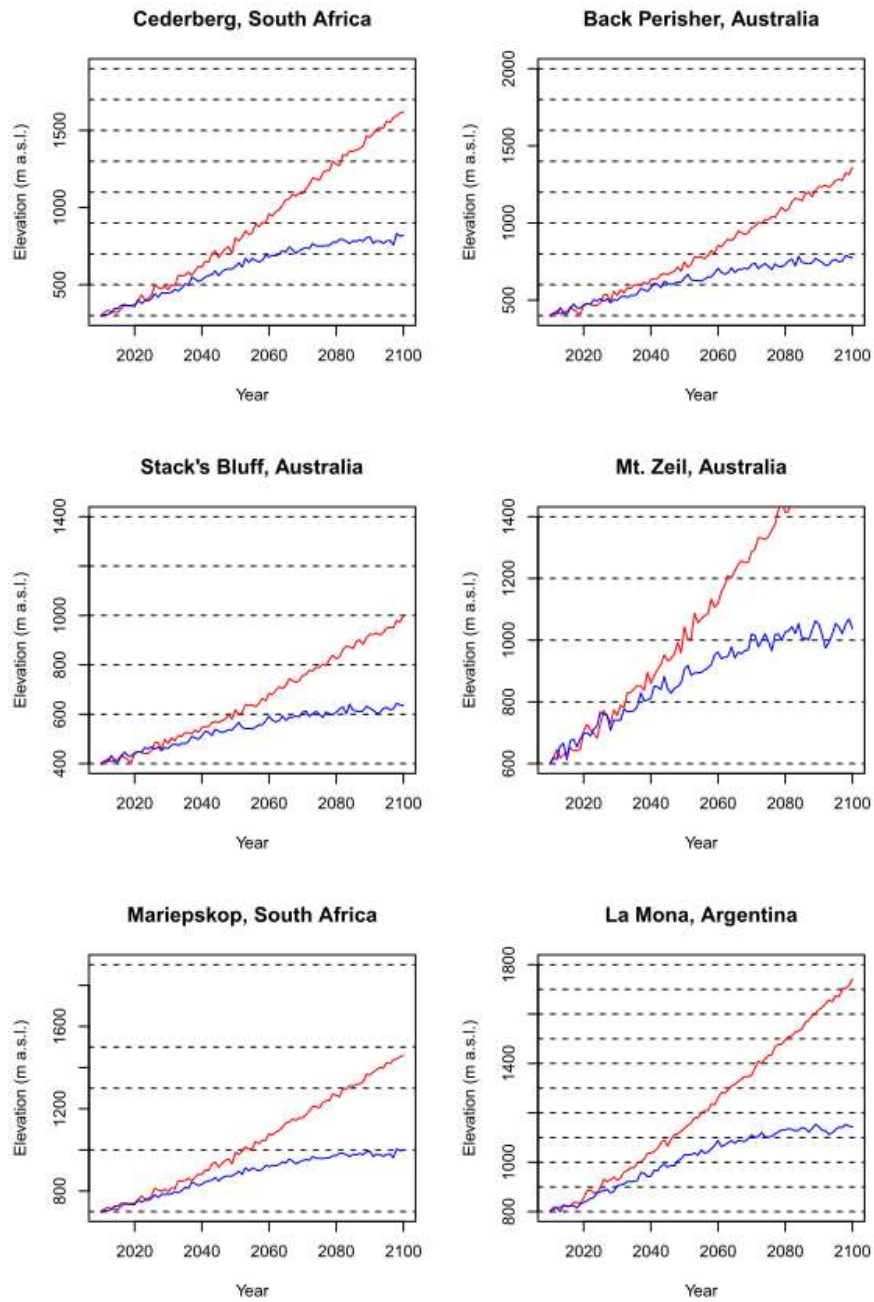 Cederberg, South Africa
Elevation (m a.s.l.)
1500
1000
500
2020 2040 2060 2080 2100
Year
Back Perisher, Australia
Elevation (m a.s.l.)
2000
1500
1000
500
2020 2040 2060 2080 2100
Year
Stack's Bluff, Australia
Elevation (m a.s.l.)
1400
1000
800
600
400
2020 2040 2060 2080 2100
Year
Mt. Zeil, Australia
Elevation (m a.s.l.)
1400
1200
1000
800
600
2020 2040 2060 2080 2100
Year
Mariepskop, South Africa
Elevation (m a.s.l.)
1600
1200
800
2020 2040 2060 2080 2100
Year
La Mona, Argentina
Elevation (m a.s.l.)
1800
1400
1000
800
2020 2040 2060 2080 2100
Year